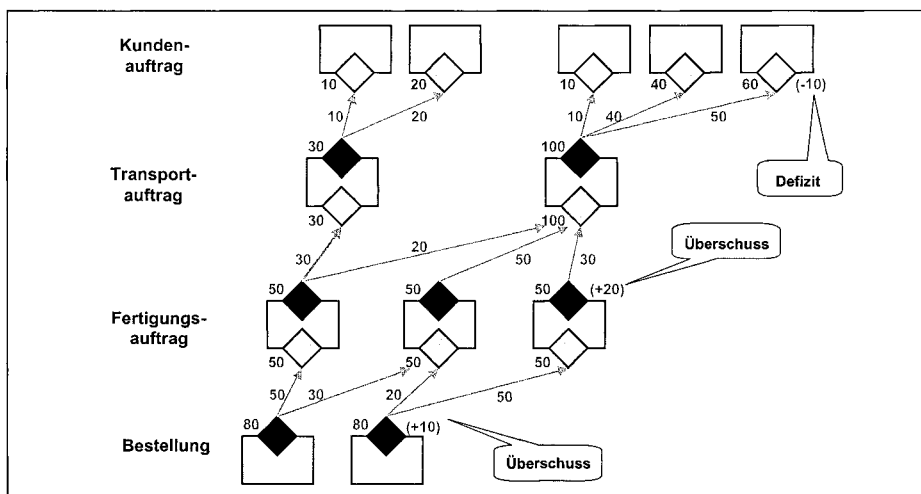 Kunden-
auftrag
10 20 10 40 60 (-10)
10 20 10 40 50
30 100
Defizit
Transport-
auftrag
30 100
20 50 30 Überschuss
30
50 50 50 (+20)
Fertigungs-
auftrag
50 50 50
50 30 20 50
80 80 (+10)
Bestellung
Überschuss